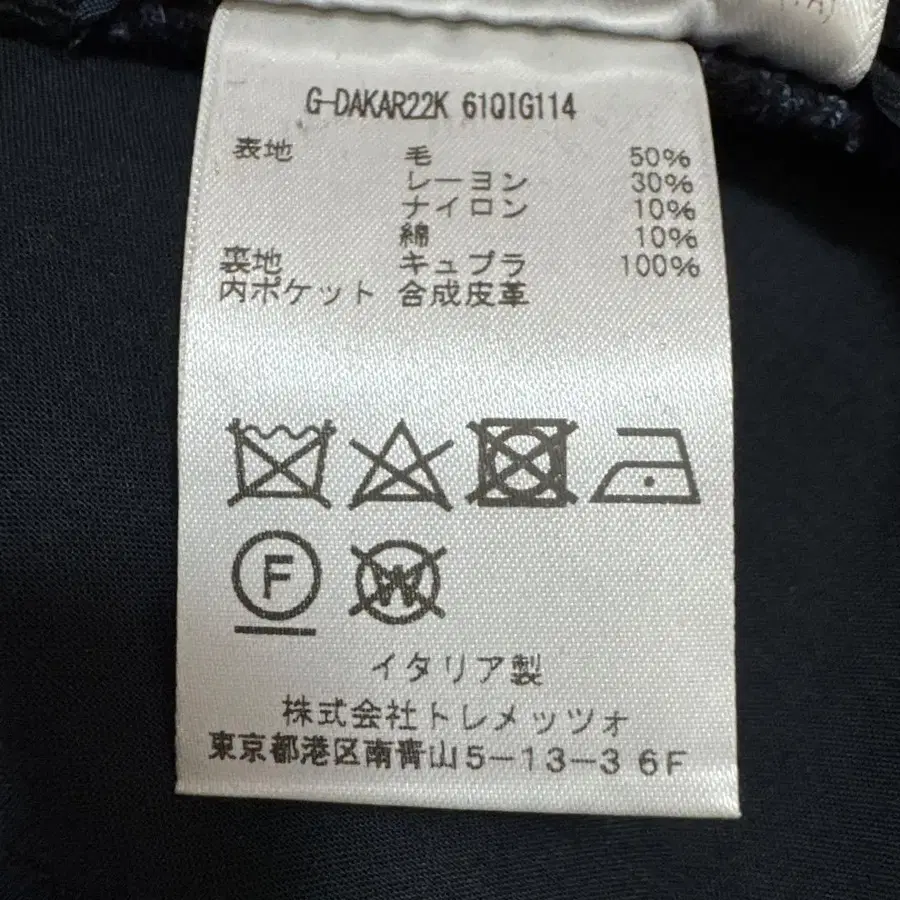 G-DAKAR22K 61QIG114
表地 毛 50%
レーヨン 30%
ナイロン 10%
綿 10%
裏地 キュプラ 100%
内ポケット 合成皮革
F
W
イタリア製
株式会社トレメッツォ
東京都港区南青山5-13-3 6F